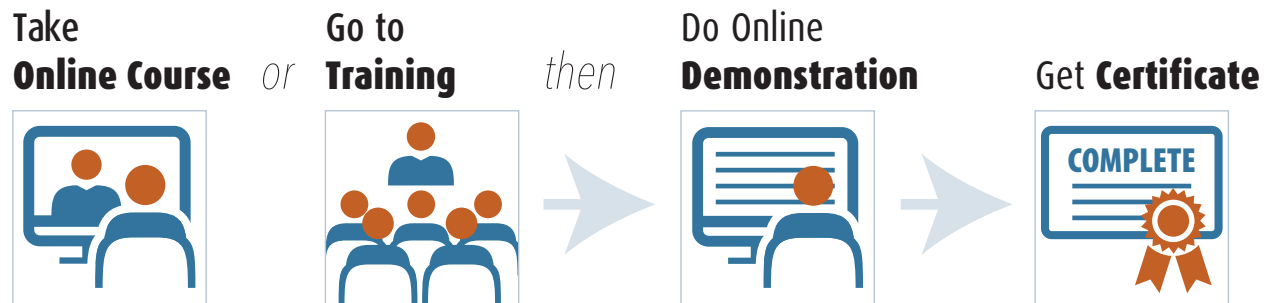 Take
Online Course
or
Go to
Training
then
Do Online
Demonstration
Get Certificate
COMPLETE